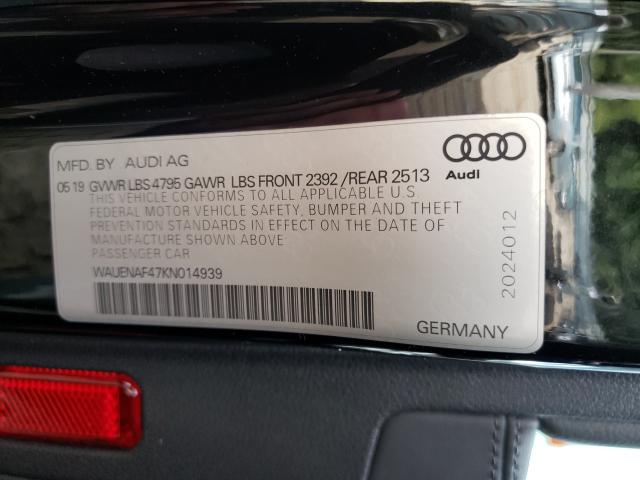 MFD. BY AUDI AG
05 19 GVWR LBS 4795 GAWR LBS FRONT 2392 /REAR 2513
Audi
THIS VEHICLE CONFORMS TO ALL APPLICABLE U.S.
FEDERAL MOTOR VEHICLE SAFETY, BUMPER AND THEFT
PREVENTION STANDARDS IN EFFECT ON THE DATE OF
MANUFACTURE SHOWN ABOVE:
PASSENGER CAR
WAUENAF47KN014939
2024012
GERMANY